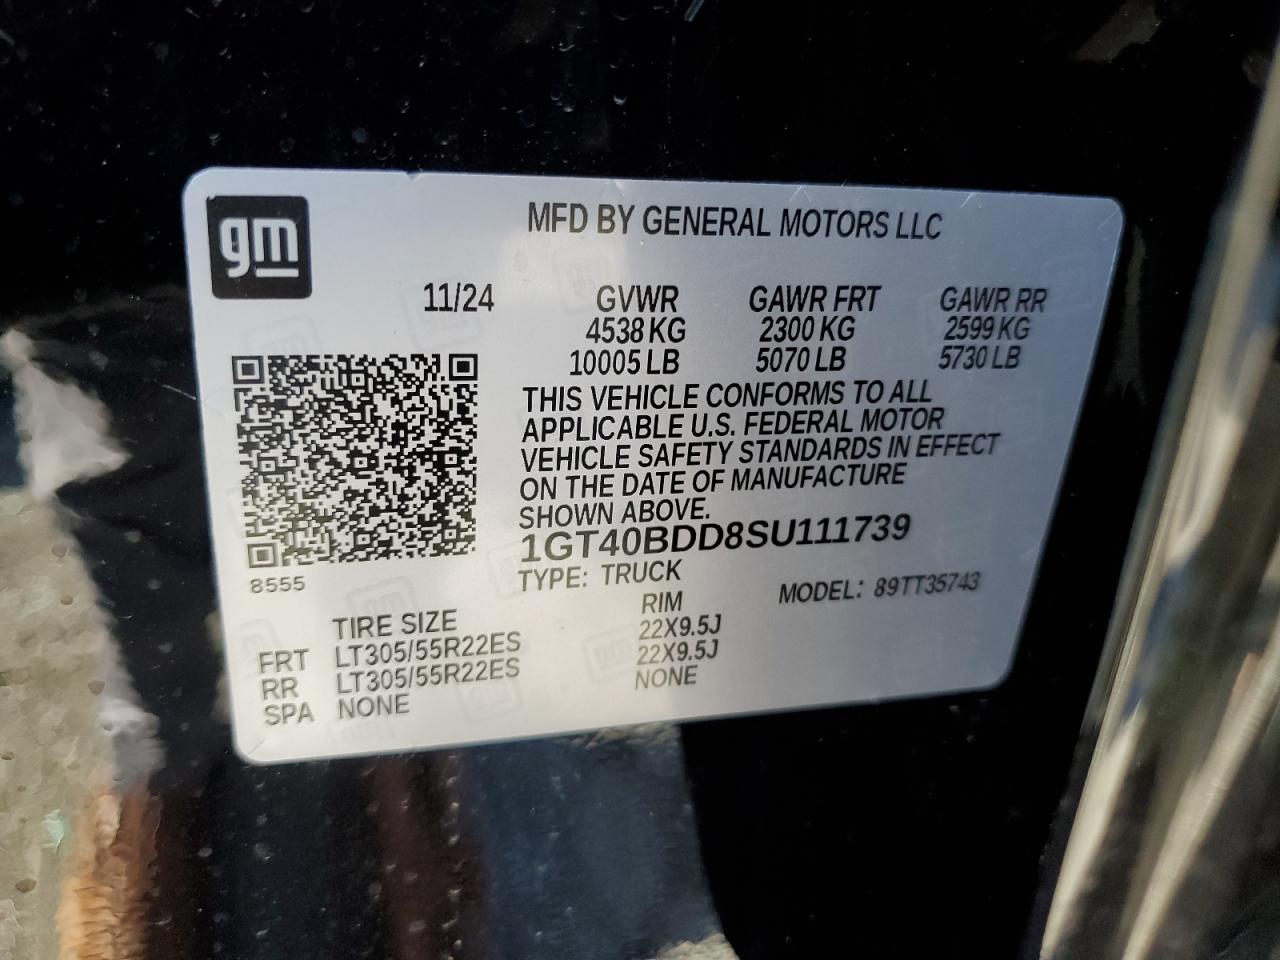 gm
MFD BY GENERAL MOTORS LLC
11/24 GVWR GAWR FRT GAWR RR
4538 KG 2300 KG 2599 KG
10005 LB 5070 LB 5730 LB
THIS VEHICLE CONFORMS TO ALL
APPLICABLE U.S. FEDERAL MOTOR
VEHICLE SAFETY STANDARDS IN EFFECT
ON THE DATE OF MANUFACTURE
SHOWN ABOVE.
1GT40BDD8SU111739
8555
TYPE: TRUCK MODEL: 89TT35743
TIRE SIZE RIM
FRT LT305/55R22ES 22X9.5J
RR LT305/55R22ES 22X9.5J
SPA NONE NONE